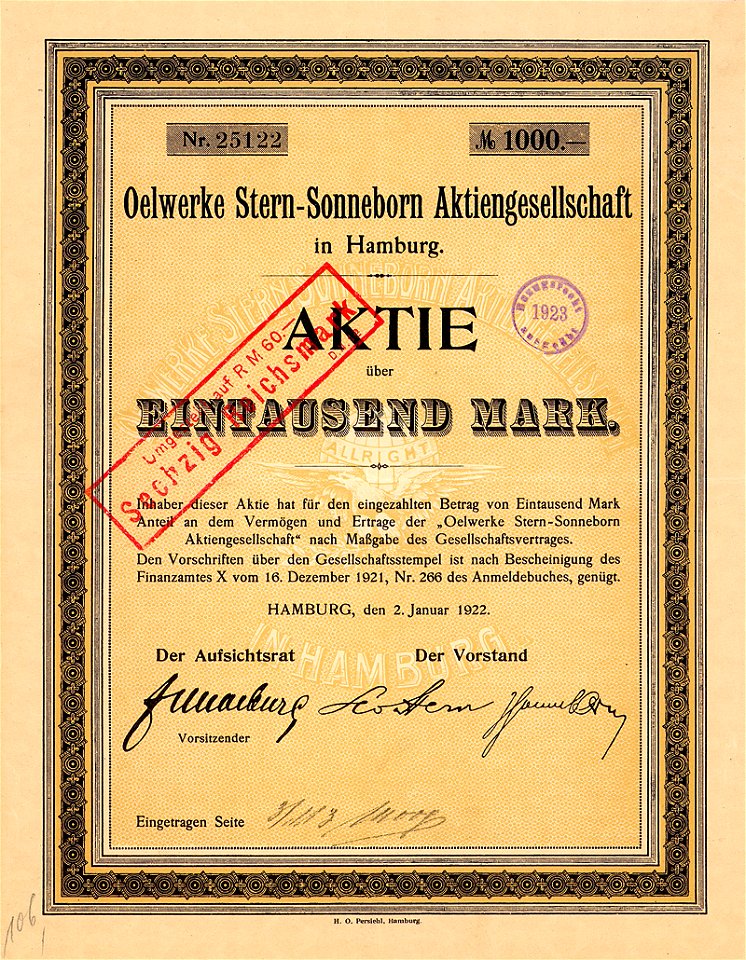 Nr. 25122
ℳ 1000.—
Oelwerke Stern-Sonneborn Aktiengesellschaft
in Hamburg.
AKTIE
über
EINTAUSEND MARK.
Umgestellt auf R M 60.—
Sechzig Reichsmark
1923
ALLRIGHT
Inhaber dieser Aktie hat für den eingezahlten Betrag von Eintausend Mark
Anteil an dem Vermögen und Ertrage der „Oelwerke Stern-Sonneborn
Aktiengesellschaft“ nach Maßgabe des Gesellschaftsvertrages.
Den Vorschriften über den Gesellschaftsstempel ist nach Bescheinigung des
Finanzamtes X vom 16. Dezember 1921, Nr. 266 des Anmeldebuches, genügt.
HAMBURG, den 2. Januar 1922.
IN HAMBURG
Der Aufsichtsrat
Der Vorstand
Vorsitzender
Eingetragen Seite
106
H. O. Persiehl, Hamburg.